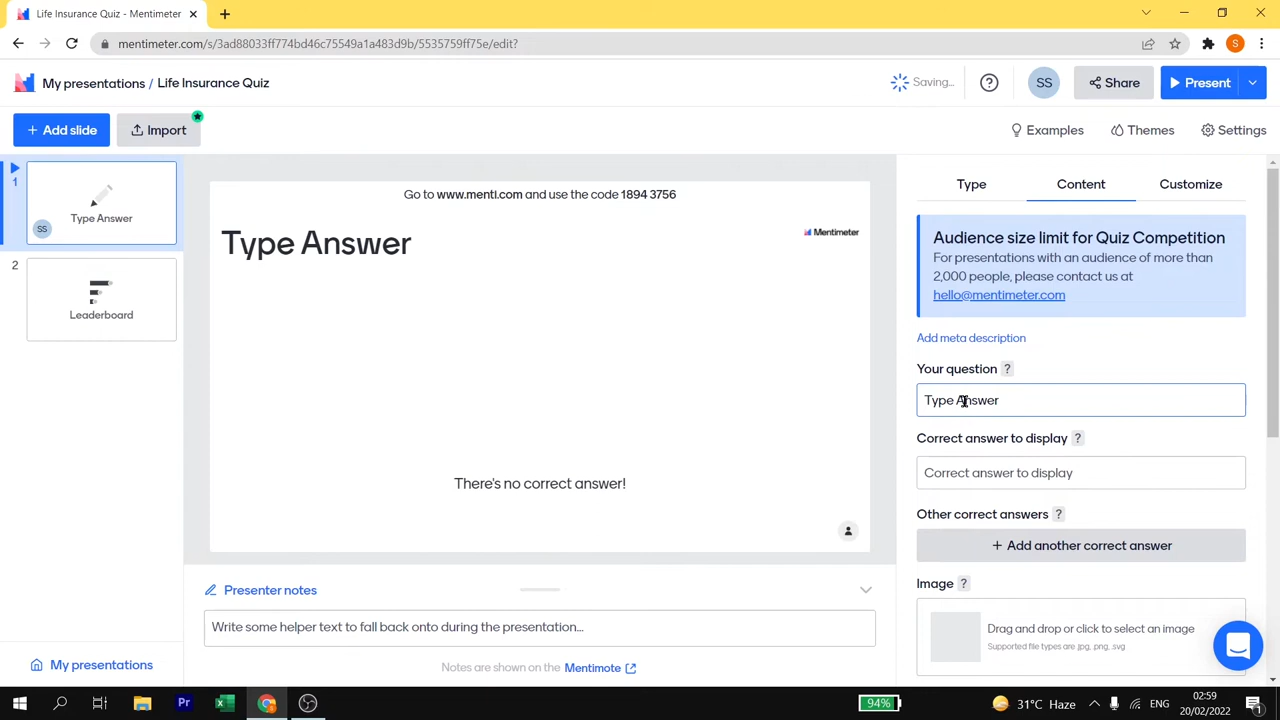 Life Insurance Quiz - Mentimeter
mentimeter.com/s/3ad88033ff774bd46c75549a1a483d9b/5535759ff75e/edit?
S
My presentations / Life Insurance Quiz
Saving...
?
SS
Share
Present
+ Add slide
Import
Examples
Themes
Settings
1
Type Answer
SS
2
Leaderboard
My presentations
Go to www.menti.com and use the code 1894 3756
Type Answer
Mentimeter
There's no correct answer!
Presenter notes
Write some helper text to fall back onto during the presentation...
Notes are shown on the Mentimote
Type
Content
Customize
Audience size limit for Quiz Competition
For presentations with an audience of more than
2,000 people, please contact us at
hello@mentimeter.com
Add meta description
Your question ?
Type Answer
Correct answer to display ?
Correct answer to display
Other correct answers ?
+ Add another correct answer
Image ?
Drag and drop or click to select an image
Supported file types are .jpg, .png, .svg
Pr
94%
31°C Haze
ENG
02:59
20/02/2022
1